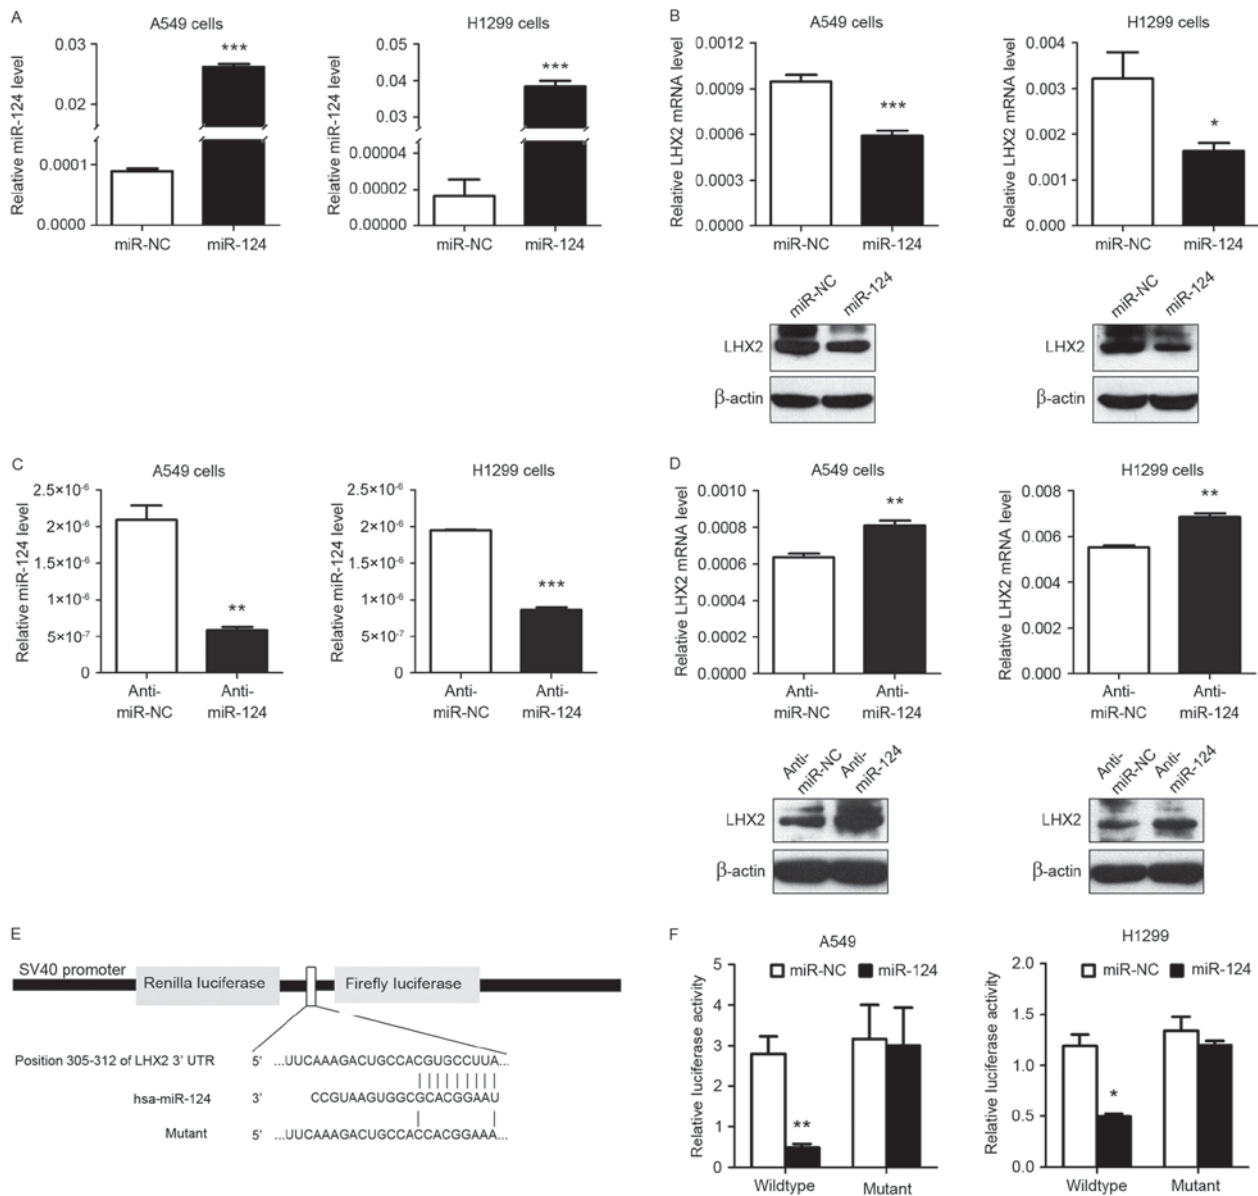 A
A549 cells
Relative miR-124 level
0.03
0.02
0.0001
0.0000
***
miR-NC
miR-124
H1299 cells
Relative miR-124 level
0.05
0.04
0.03
0.02
0.00004
0.00002
0.00000
***
miR-NC
miR-124
B
A549 cells
Relative LHX2 mRNA level
0.0012
0.0009
0.0006
0.0003
0.0000
***
miR-NC
miR-124
H1299 cells
Relative LHX2 mRNA level
0.004
0.003
0.002
0.001
0.000
*
miR-NC
miR-124
miR-NC
miR-124
LHX2
β-actin
miR-NC
miR-124
LHX2
β-actin
C
A549 cells
Relative miR-124 level
2.5×10⁻⁶
2×10⁻⁶
1.5×10⁻⁶
1×10⁻⁶
5×10⁻⁷
0
**
Anti-
miR-NC
Anti-
miR-124
H1299 cells
Relative miR-124 level
2.5×10⁻⁶
2×10⁻⁶
1.5×10⁻⁶
1×10⁻⁶
5×10⁻⁷
0
***
Anti-
miR-NC
Anti-
miR-124
D
A549 cells
Relative LHX2 mRNA level
0.0010
0.0008
0.0006
0.0004
0.0002
0.0000
**
Anti-
miR-NC
Anti-
miR-124
H1299 cells
Relative LHX2 mRNA level
0.008
0.006
0.004
0.002
0.000
**
Anti-
miR-NC
Anti-
miR-124
Anti-
miR-NC
Anti-
miR-124
LHX2
β-actin
Anti-
miR-NC
Anti-
miR-124
LHX2
β-actin
E
SV40 promoter
Renilla luciferase
Firefly luciferase
Position 305-312 of LHX2 3' UTR 5' ...UUCAAAGACUGCCACGUGCCUUA...
hsa-miR-124 3' CCGUAAGUGGCGCACGGAAU
Mutant 5' ...UUCAAAGACUGCCACCACGGAAA...
F
A549
Relative luciferase activity
5
4
3
2
1
0
miR-NC
miR-124
**
Wildtype
Mutant
H1299
Relative luciferase activity
2.0
1.5
1.0
0.5
0.0
miR-NC
miR-124
*
Wildtype
Mutant